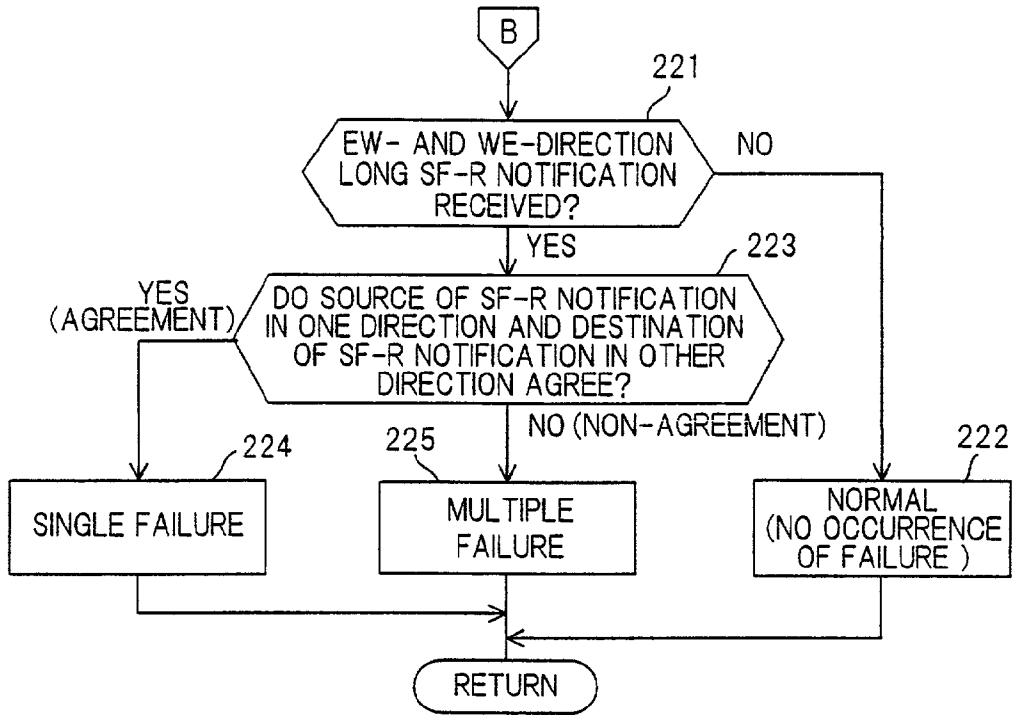 B
221
EW- AND WE-DIRECTION
LONG SF-R NOTIFICATION
RECEIVED?
NO
YES
223
DO SOURCE OF SF-R NOTIFICATION
IN ONE DIRECTION AND DESTINATION
OF SF-R NOTIFICATION IN OTHER
DIRECTION AGREE?
YES
(AGREEMENT)
NO (NON-AGREEMENT)
224
SINGLE FAILURE
225
MULTIPLE
FAILURE
222
NORMAL
(NO OCCURRENCE
OF FAILURE )
RETURN